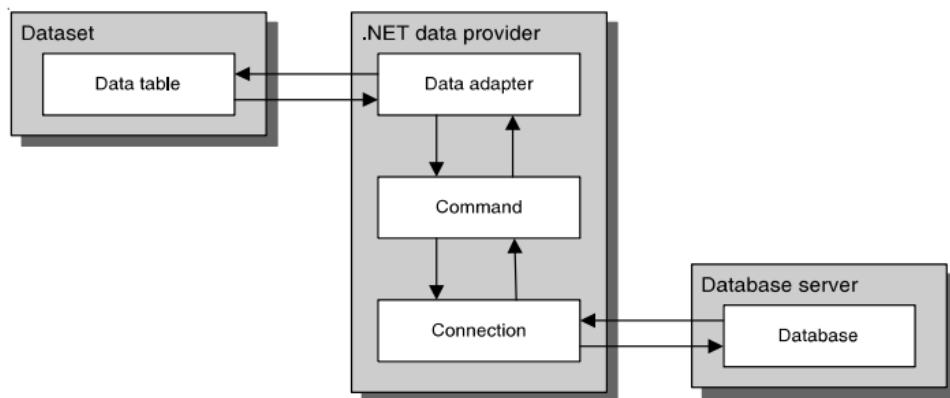 Dataset
Data table
.NET data provider
Data adapter
Command
Connection
Database server
Database